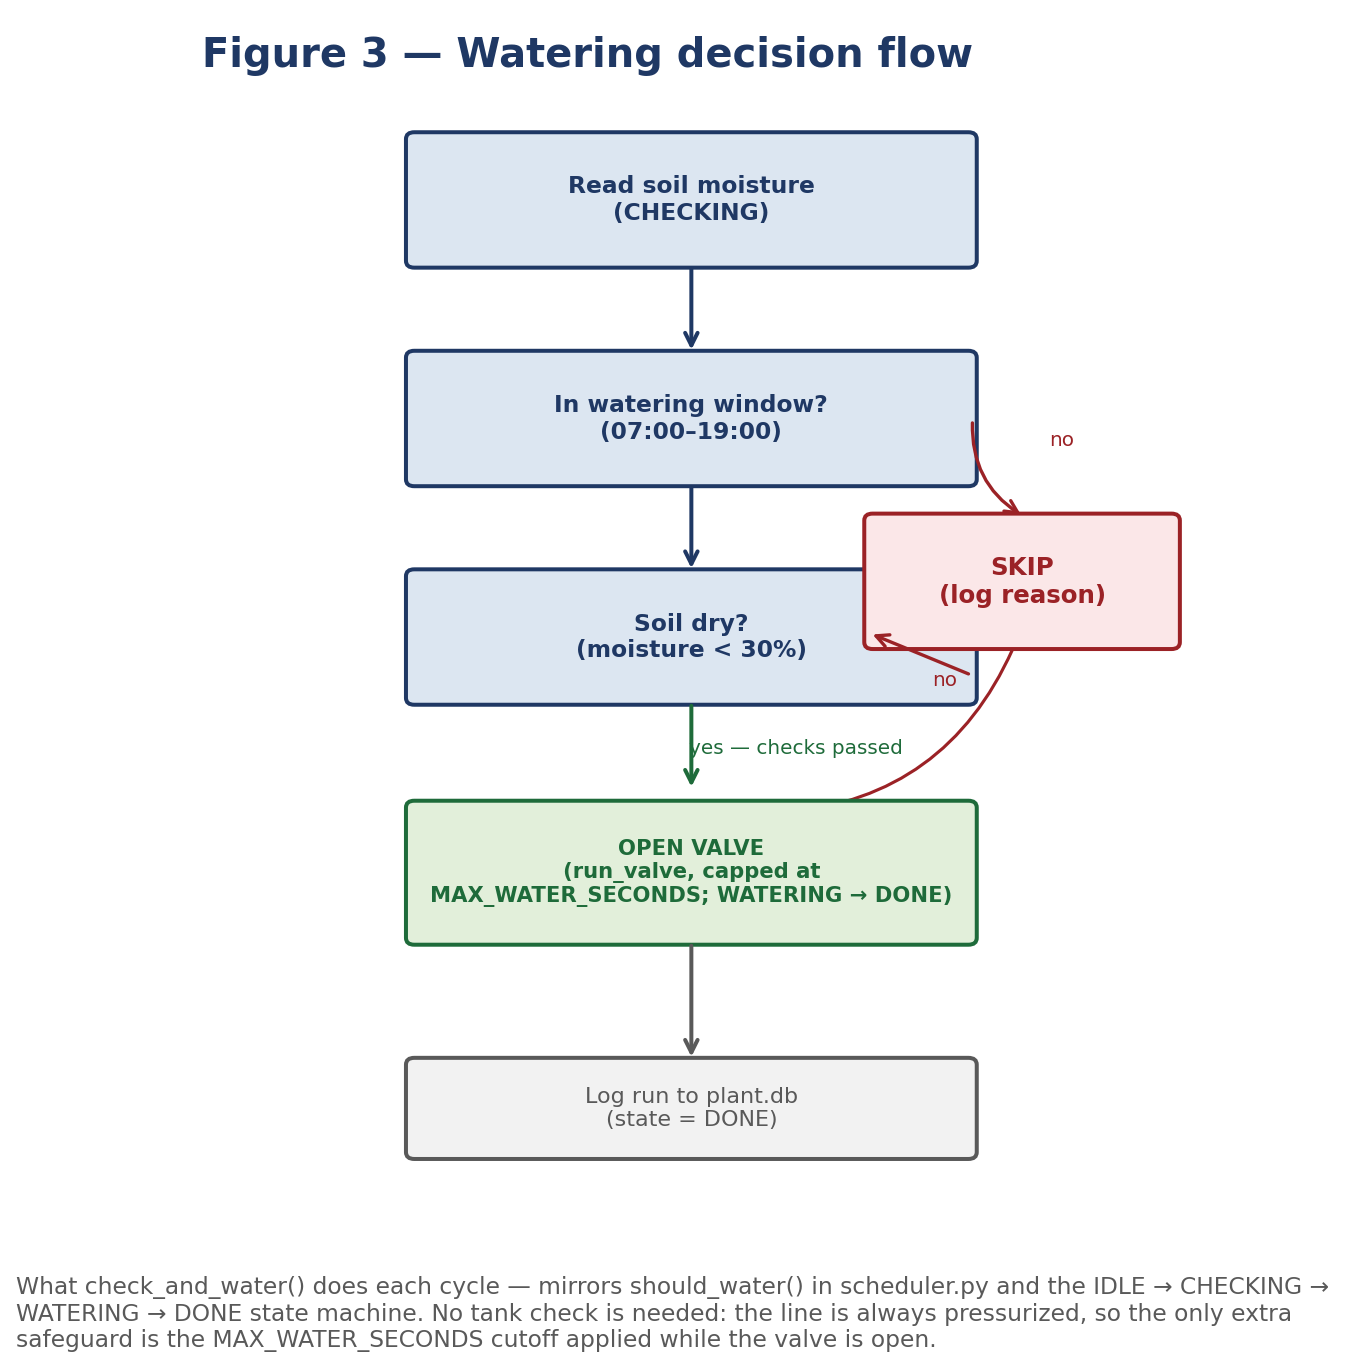 Figure 3 — Watering decision flow
Read soil moisture
(CHECKING)
In watering window?
(07:00–19:00)
no
SKIP
(log reason)
Soil dry?
(moisture < 30%)
no
yes — checks passed
OPEN VALVE
(run_valve, capped at
MAX_WATER_SECONDS; WATERING → DONE)
Log run to plant.db
(state = DONE)
What check_and_water() does each cycle — mirrors should_water() in scheduler.py and the IDLE → CHECKING →
WATERING → DONE state machine. No tank check is needed: the line is always pressurized, so the only extra
safeguard is the MAX_WATER_SECONDS cutoff applied while the valve is open.